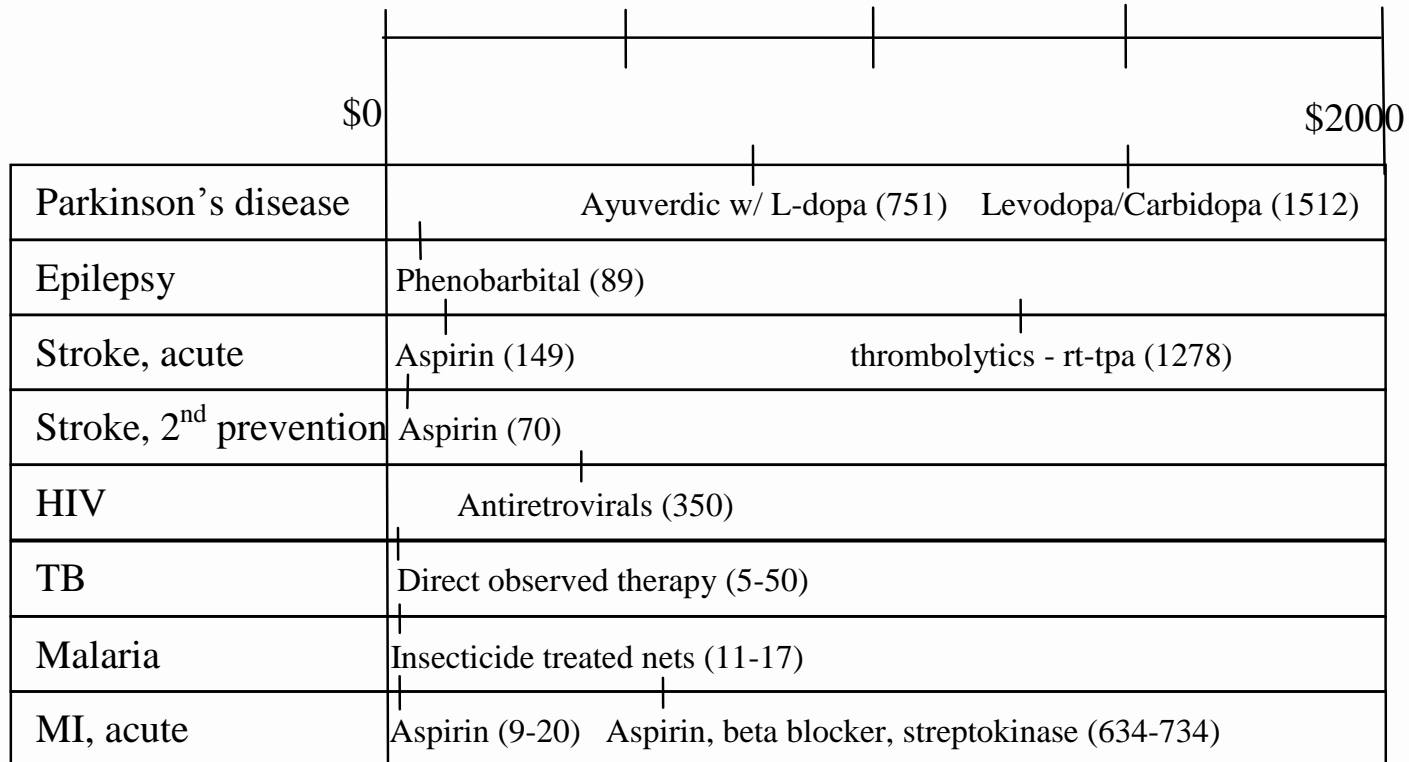 $0 $2000
Parkinson’s disease Ayuverdic w/ L-dopa (751) Levodopa/Carbidopa (1512)
Epilepsy Phenobarbital (89)
Stroke, acute Aspirin (149) thrombolytics - rt-tpa (1278)
Stroke, 2nd prevention Aspirin (70)
HIV Antiretrovirals (350)
TB Direct observed therapy (5-50)
Malaria Insecticide treated nets (11-17)
MI, acute Aspirin (9-20) Aspirin, beta blocker, streptokinase (634-734)